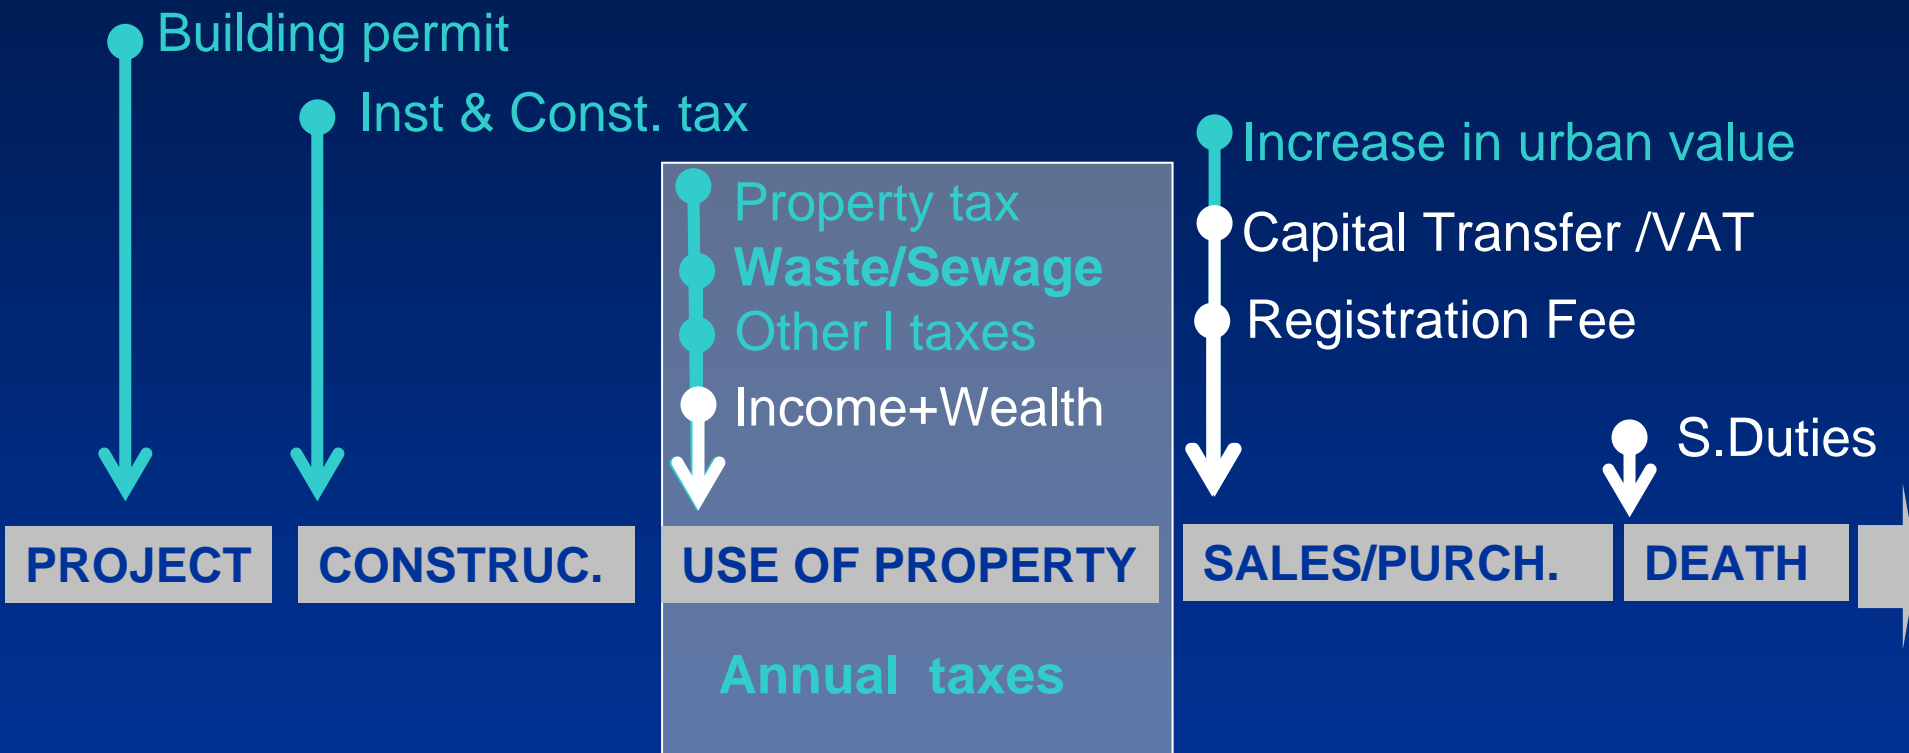 Building permit
Inst & Const. tax
Property tax
Waste/Sewage
Other I taxes
Income+Wealth
Increase in urban value
Capital Transfer /VAT
Registration Fee
S.Duties
PROJECT
CONSTRUC.
USE OF PROPERTY
SALES/PURCH.
DEATH
Annual taxes